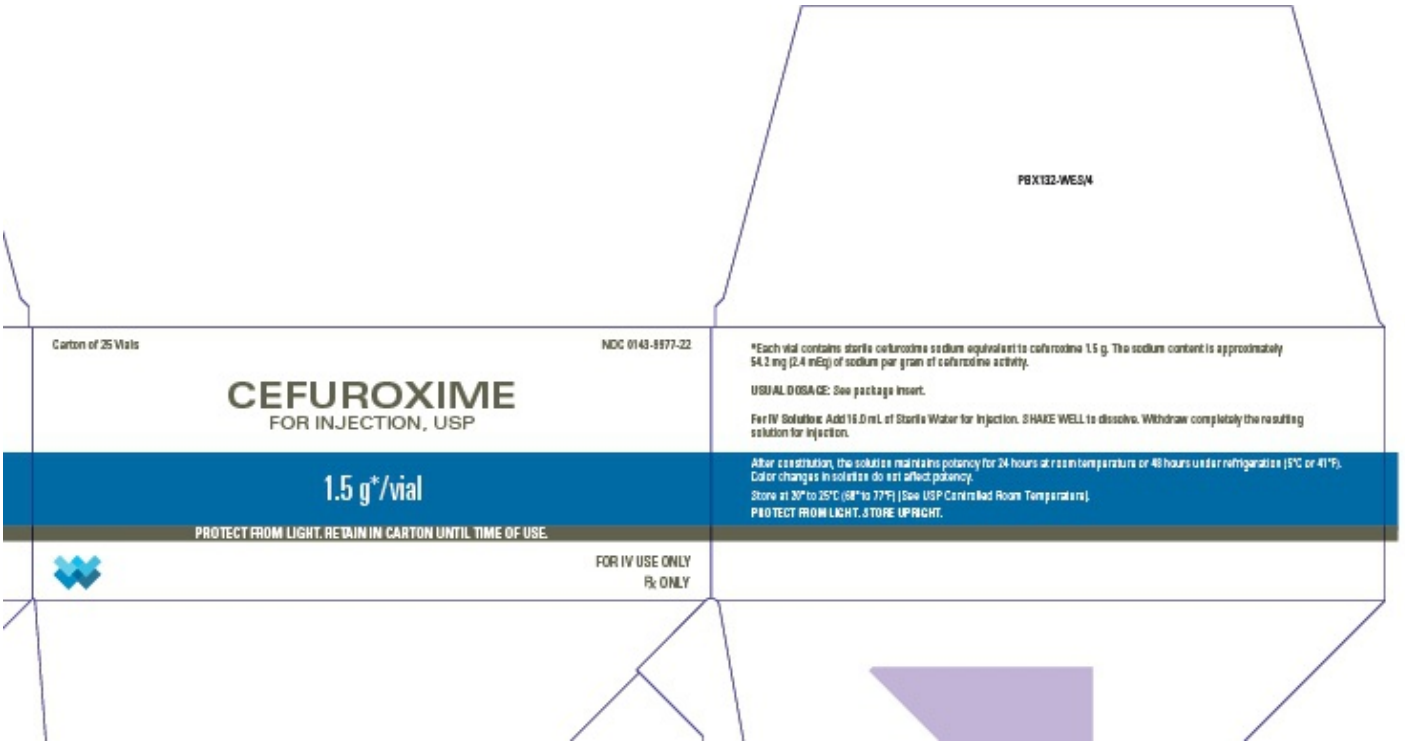 PBX132-WES/4
Carton of 25 Vials
NDC 0143-9977-22
CEFUROXIME
FOR INJECTION, USP
1.5 g*/vial
PROTECT FROM LIGHT. RETAIN IN CARTON UNTIL TIME OF USE.
FOR IV USE ONLY
Rx ONLY
*Each vial contains sterile cefuroxime sodium equivalent to cefuroxime 1.5 g. The sodium content is approximately
54.2 mg (2.4 mEq) of sodium per gram of cefuroxime activity.
USUAL DOSAGE: See package insert.
For IV Solution: Add 16.0 mL of Sterile Water for Injection. SHAKE WELL to dissolve. Withdraw completely the resulting
solution for injection.
After constitution, the solution maintains potency for 24 hours at room temperature or 48 hours under refrigeration (5°C or 41°F).
Color changes in solution do not affect potency.
Store at 20° to 25°C (68° to 77°F) [See USP Controlled Room Temperature].
PROTECT FROM LIGHT. STORE UPRIGHT.